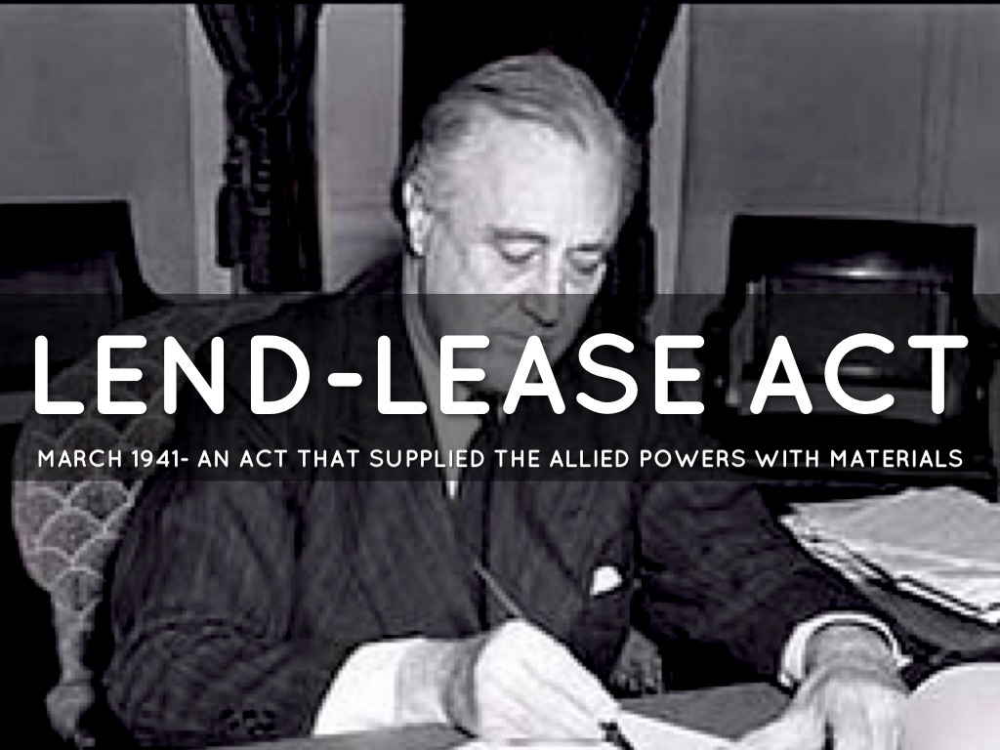 LEND-LEASE ACT
MARCH 1941- AN ACT THAT SUPPLIED THE ALLIED POWERS WITH MATERIALS